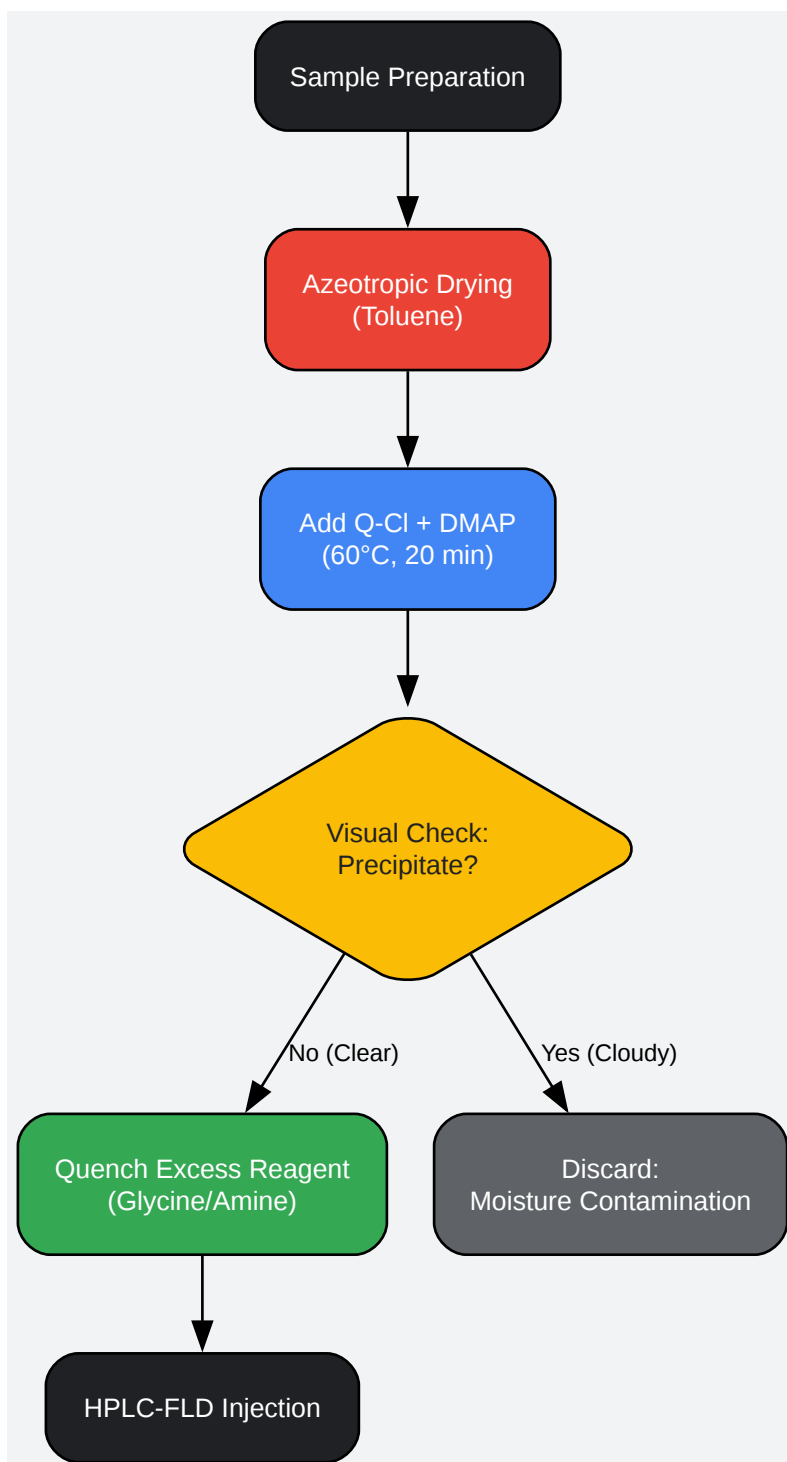 Sample Preparation
Azeotropic Drying
(Toluene)
Add Q-Cl + DMAP
(60°C, 20 min)
Visual Check:
Precipitate?
No (Clear)
Yes (Cloudy)
Quench Excess Reagent
(Glycine/Amine)
Discard:
Moisture Contamination
HPLC-FLD Injection